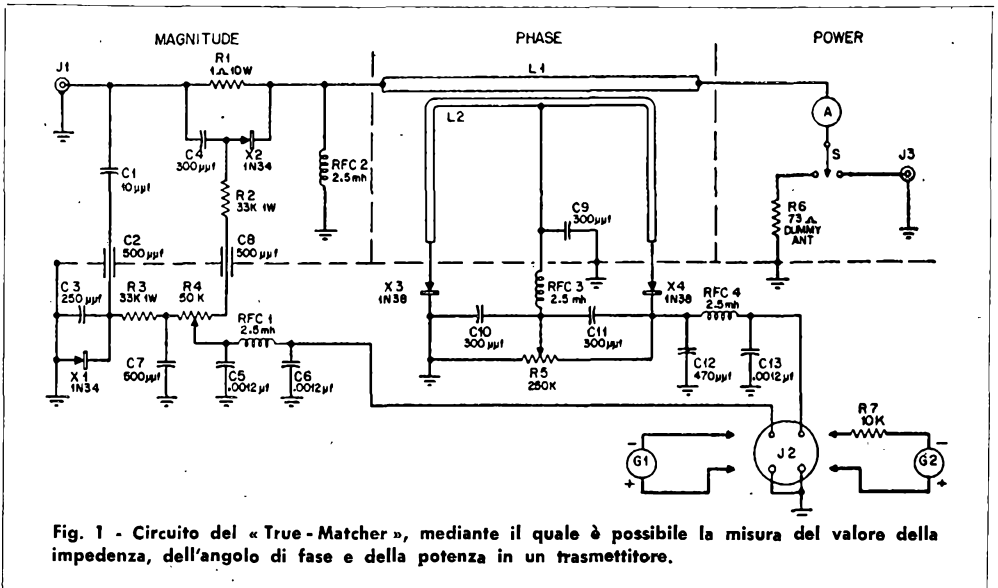 MAGNITUDE
PHASE
POWER
J1
R1
1Ω 10W
L1
L2
A
S
J3
C4
300µµf
X2
1N34
C1
10µµf
RFC 2
2.5mh
R2
33K 1W
C9
300µµf
R6
73Ω
DUMMY
ANT
C2
500µµf
C8
500µµf
C3
250µµf
R3
33K 1W
R4
50K
RFC 1
2.5mh
X3
1N38
RFC 3
2.5 mh
X4
1N38
RFC 4
2.5mh
C10
300µµf
C11
300µµf
X1
1N34
C7
500µµf
C5
.0012µf
C6
.0012µf
R5
250K
C12
470µµf
C13
.0012µf
R7
10K
G1
- +
J2
G2
- +
Fig. 1 - Circuito del « True - Matcher », mediante il quale è possibile la misura del valore della
impedenza, dell'angolo di fase e della potenza in un trasmettitore.